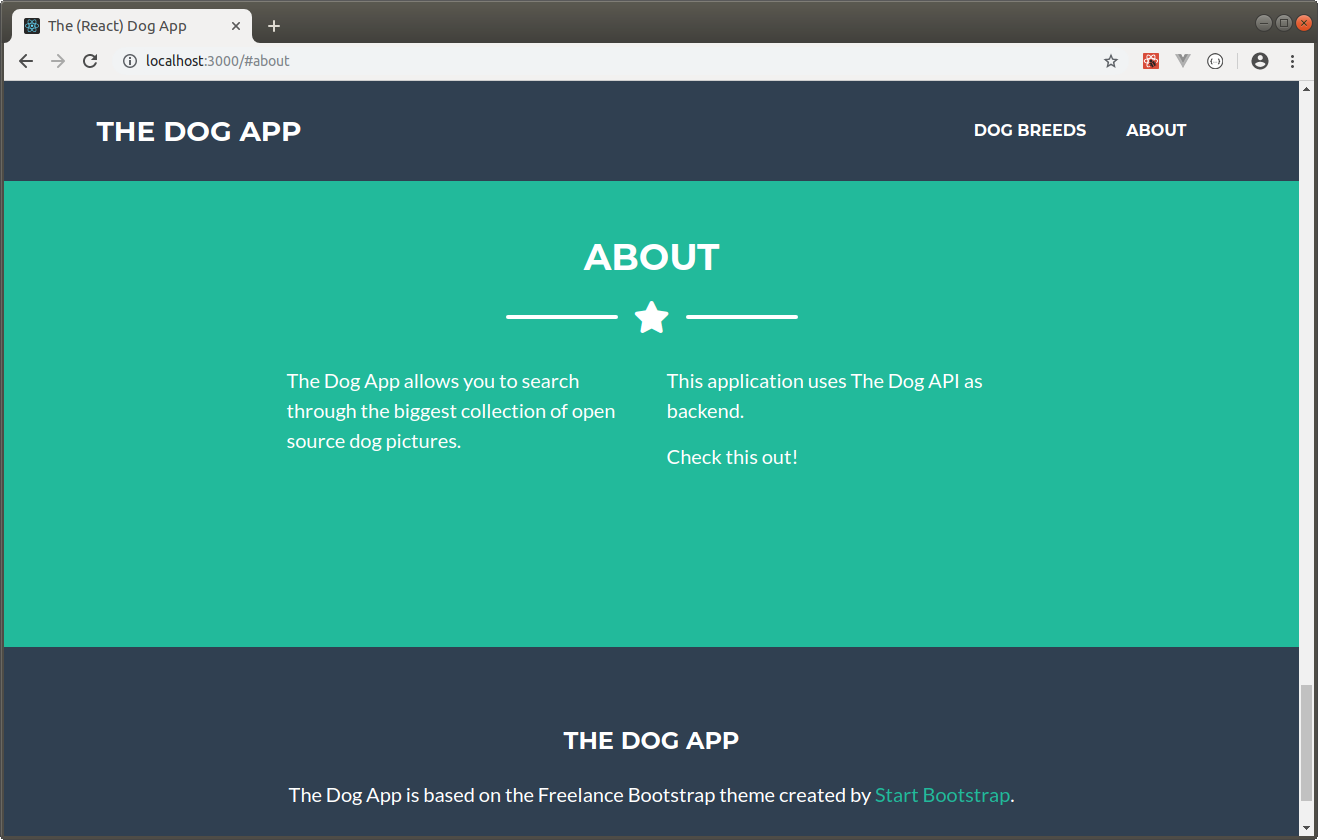 The (React) Dog App
localhost:3000/#about
THE DOG APP
DOG BREEDS
ABOUT
ABOUT
The Dog App allows you to search
through the biggest collection of open
source dog pictures.
This application uses The Dog API as
backend.
Check this out!
THE DOG APP
The Dog App is based on the Freelance Bootstrap theme created by Start Bootstrap.